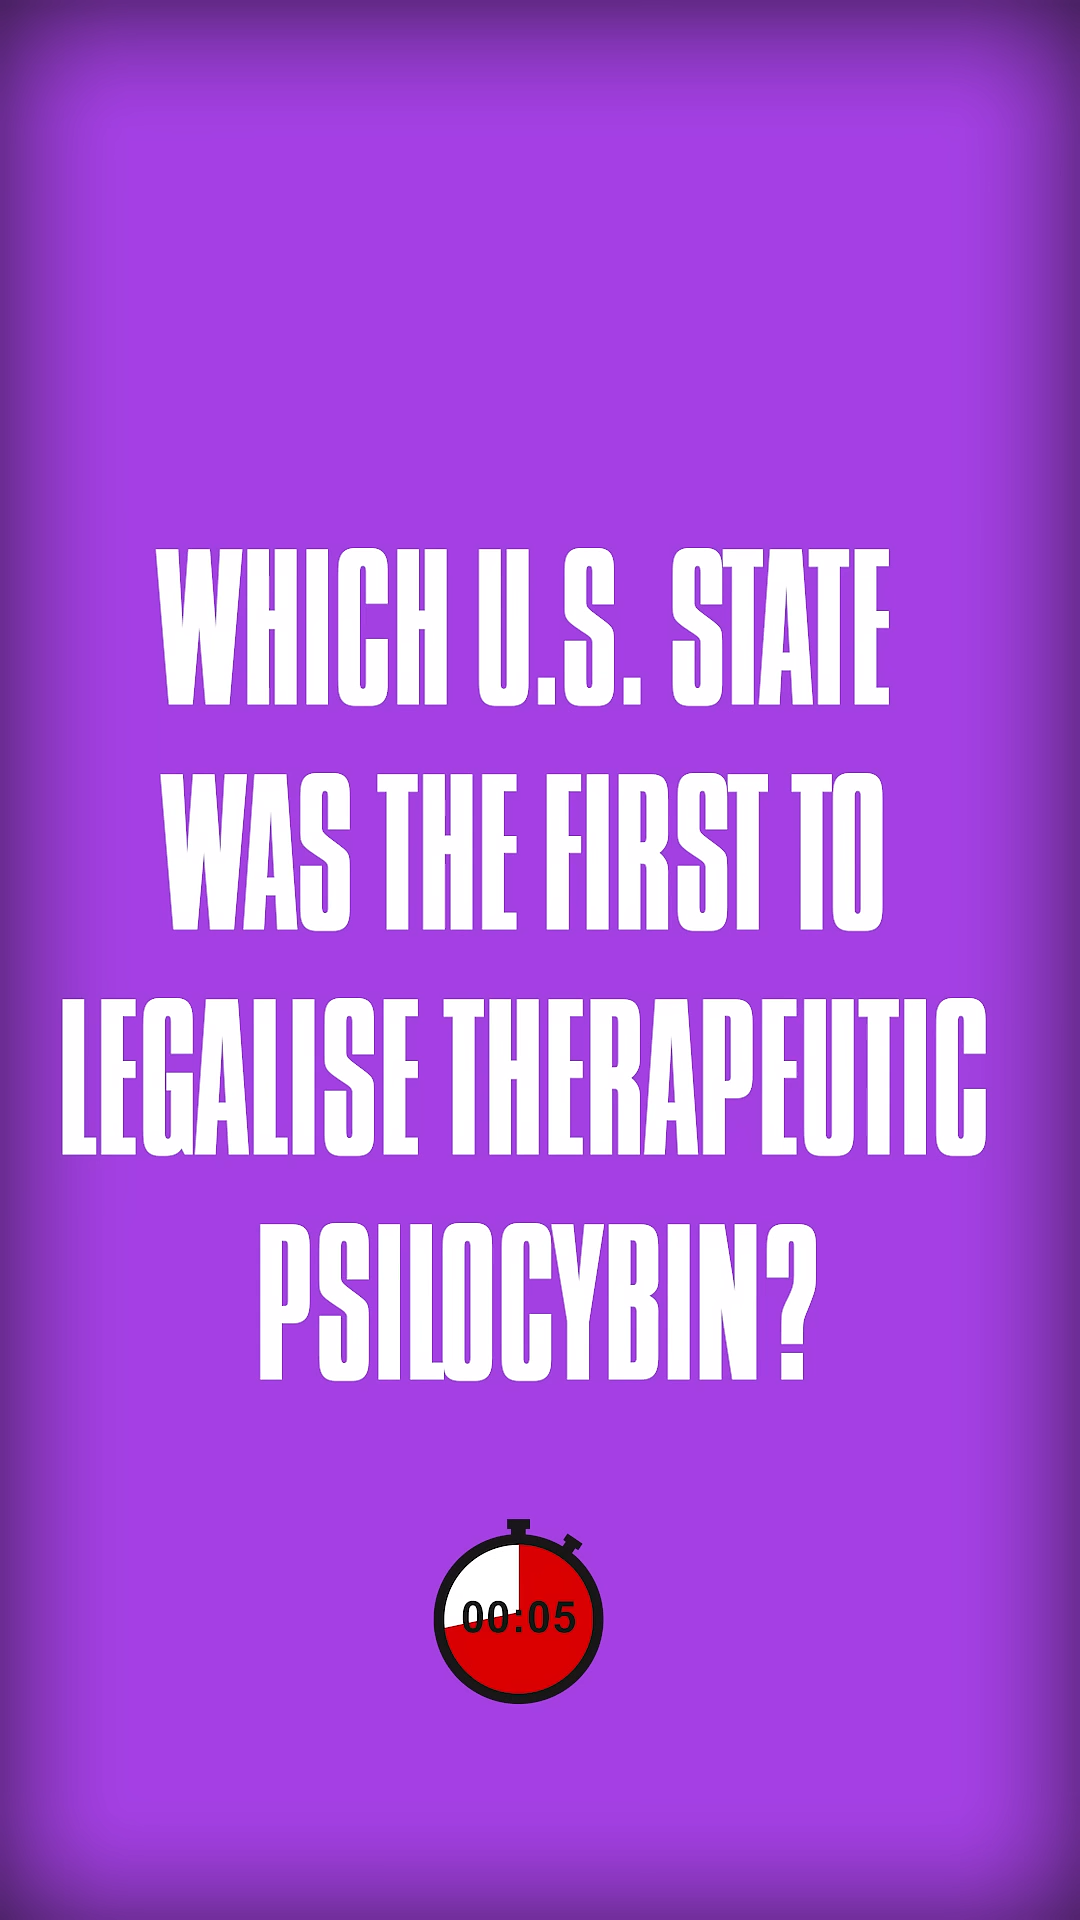 WHICH U.S. STATE
WAS THE FIRST TO
LEGALISE THERAPEUTIC
PSILOCYBIN?
00:05